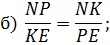 б) NP/KE = NK/PE;